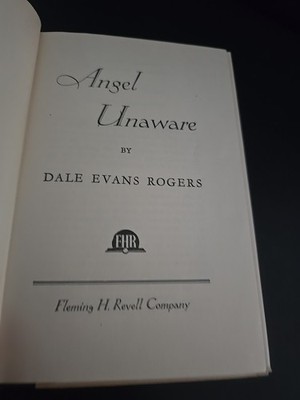 Angel
Unaware
BY
DALE EVANS ROGERS
FHR
Fleming H. Revell Company